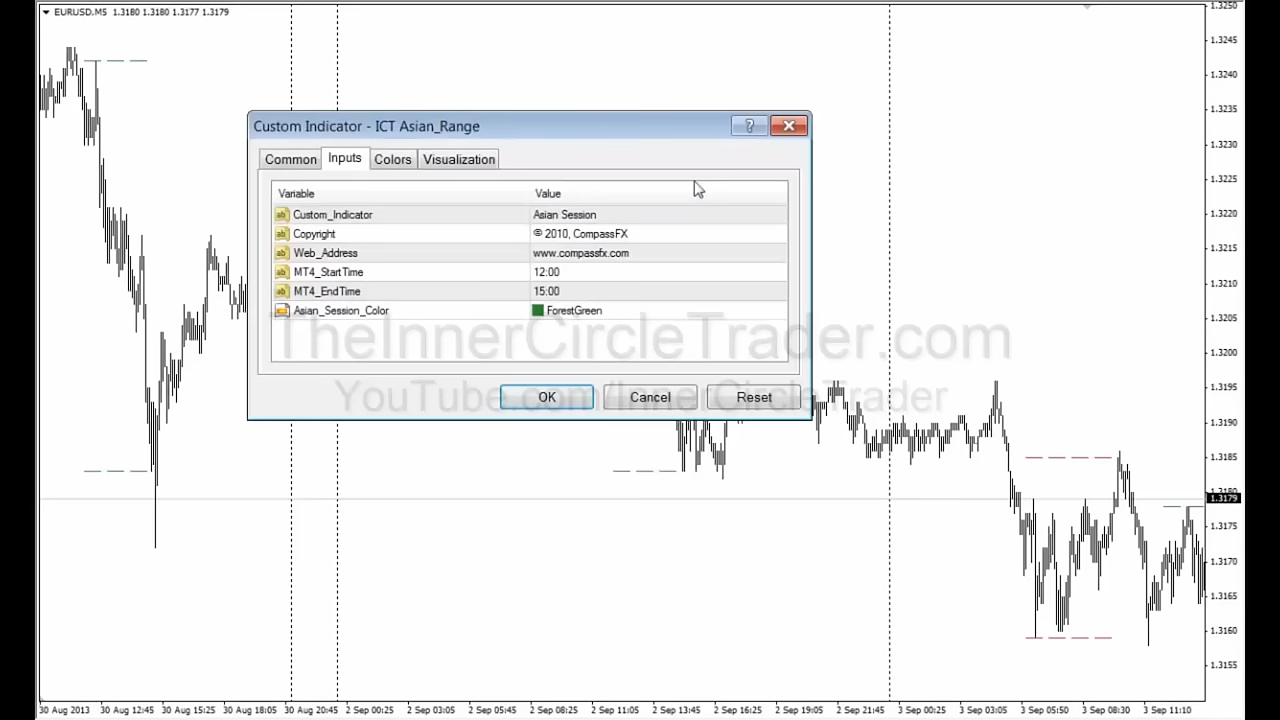 EURUSD.M5 1.3180 1.3180 1.3177 1.3179
Custom Indicator - ICT Asian_Range
?
Common Inputs Colors Visualization
Variable Value
Custom_Indicator Asian Session
Copyright © 2010, CompassFX
Web_Address www.compassfx.com
MT4_StartTime 12:00
MT4_EndTime 15:00
Asian_Session_Color ForestGreen
TheInnerCircleTrader.com
YouTube.com/InnerCircleTrader
OK Cancel Reset
1.3250
1.3245
1.3240
1.3235
1.3230
1.3225
1.3220
1.3215
1.3210
1.3205
1.3200
1.3195
1.3190
1.3185
1.3180
1.3179
1.3175
1.3170
1.3165
1.3160
1.3155
30 Aug 2013 30 Aug 12:45 30 Aug 15:25 30 Aug 18:05 30 Aug 20:45 2 Sep 00:25 2 Sep 03:05 2 Sep 05:45 2 Sep 08:25 2 Sep 11:05 2 Sep 13:45 2 Sep 16:25 2 Sep 19:05 2 Sep 21:45 3 Sep 00:25 3 Sep 03:05 3 Sep 05:50 3 Sep 08:30 3 Sep 11:10